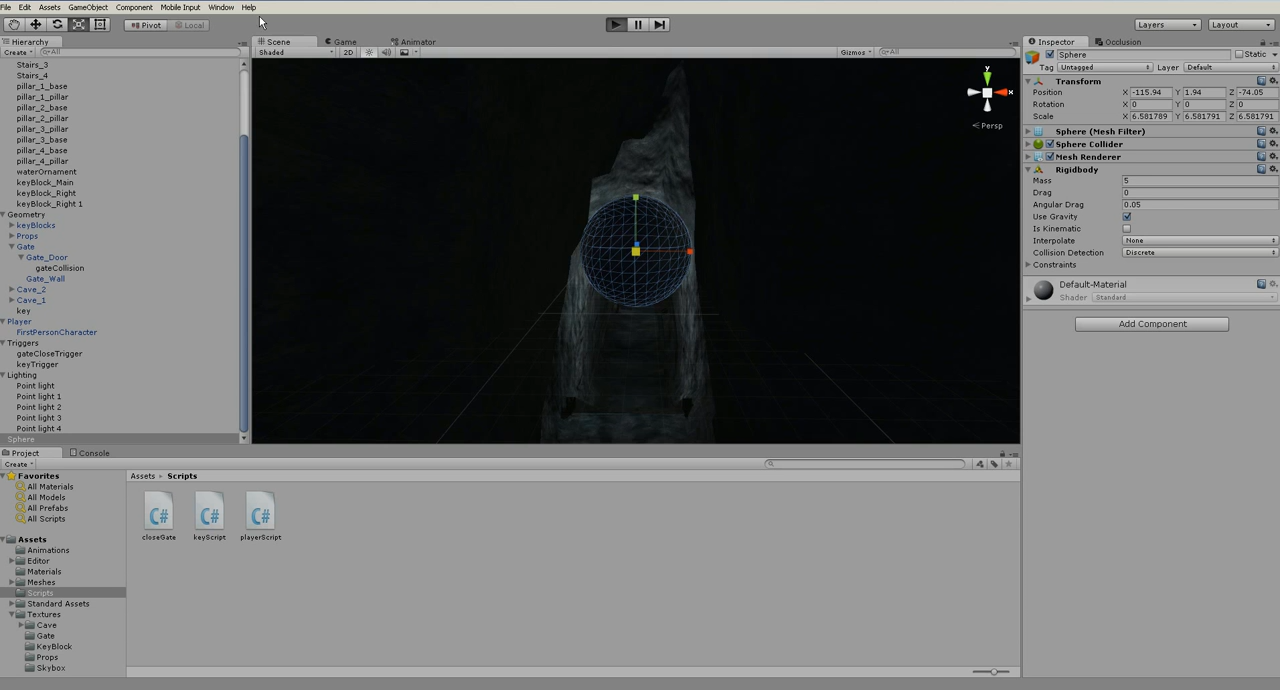 File Edit Assets GameObject Component Mobile Input Window Help
Pivot Local Layers Layout
Hierarchy
Create All
Stairs_3
Stairs_4
pillar_1_base
pillar_1_pillar
pillar_2_base
pillar_2_pillar
pillar_3_pillar
pillar_3_base
pillar_4_base
pillar_4_pillar
waterOrnament
keyBlock_Main
keyBlock_Right
keyBlock_Right 1
Geometry
keyBlocks
Props
Gate
Gate_Door
gateCollision
Gate_Wall
Cave_2
Cave_1
key
Player
FirstPersonCharacter
Triggers
gateCloseTrigger
keyTrigger
Lighting
Point light
Point light 1
Point light 2
Point light 3
Point light 4
Sphere
Scene Game Animator
Shaded 2D Gizmos All
y
x
Persp
Inspector Occlusion
Sphere Static
Tag Untagged Layer Default
Transform
Position X -115.94 Y 1.94 Z -74.05
Rotation X 0 Y 0 Z 0
Scale X 6.581789 Y 6.581791 Z 6.581791
Sphere (Mesh Filter)
Sphere Collider
Mesh Renderer
Rigidbody
Mass 5
Drag 0
Angular Drag 0.05
Use Gravity
Is Kinematic
Interpolate None
Collision Detection Discrete
Constraints
Default-Material
Shader Standard
Add Component
Project Console
Create
Favorites
All Materials
All Models
All Prefabs
All Scripts
Assets
Animations
Editor
Materials
Meshes
Scripts
Standard Assets
Textures
Cave
Gate
KeyBlock
Props
Skybox
Assets Scripts
C# C# C#
closeGate keyScript playerScript